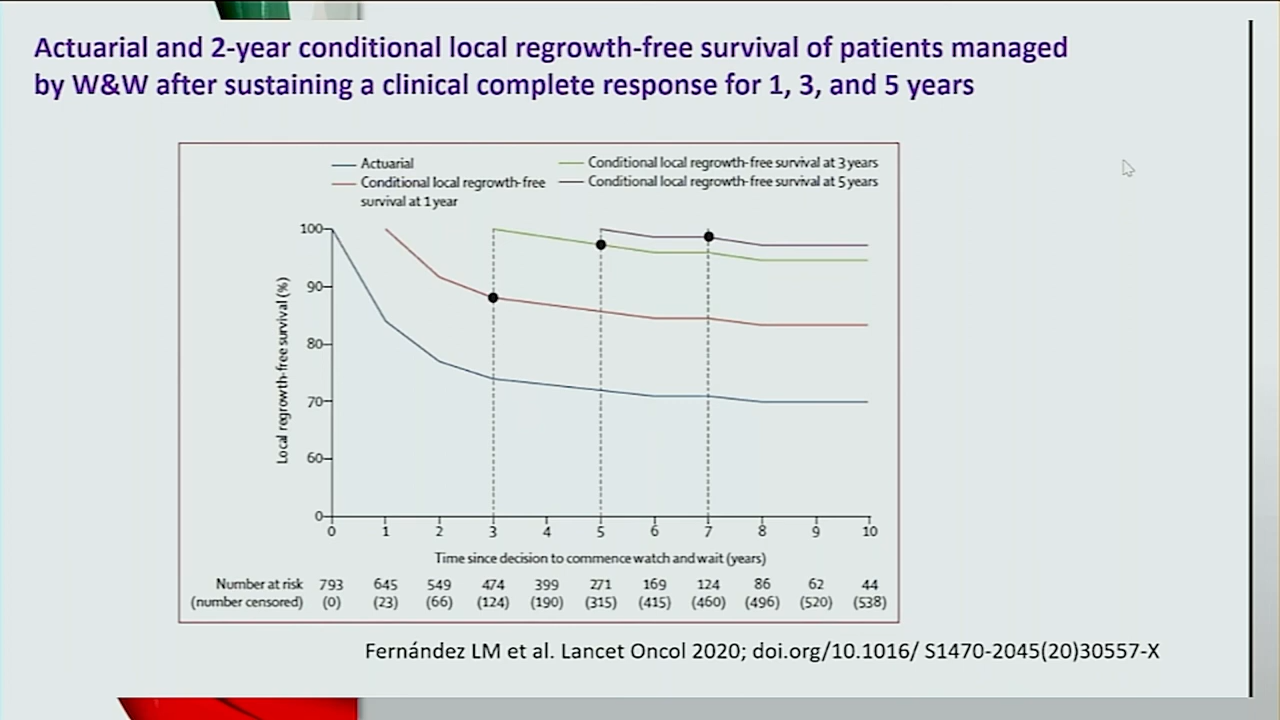 Actuarial and 2-year conditional local regrowth-free survival of patients managed
by W&W after sustaining a clinical complete response for 1, 3, and 5 years
Actuarial
Conditional local regrowth-free
survival at 1 year
Conditional local regrowth-free survival at 3 years
Conditional local regrowth-free survival at 5 years
Local regrowth-free survival (%)
100
90
80
70
60
0
0 1 2 3 4 5 6 7 8 9 10
Time since decision to commence watch and wait (years)
Number at risk 793 645 549 474 399 271 169 124 86 62 44
(number censored) (0) (23) (66) (124) (190) (315) (415) (460) (496) (520) (538)
Fernández LM et al. Lancet Oncol 2020; doi.org/10.1016/ S1470-2045(20)30557-X